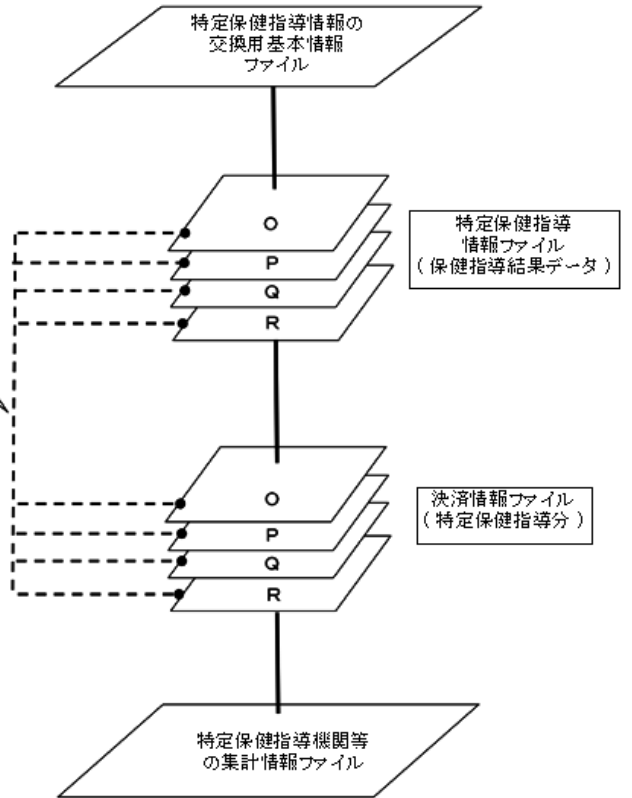 特定保健指導情報の
交換用基本情報
ファイル
O
P
Q
R
特定保健指導
情報ファイル
（保健指導結果データ）
O
P
Q
R
決済情報ファイル
（特定保健指導分）
特定保健指導機関等
の集計情報ファイル